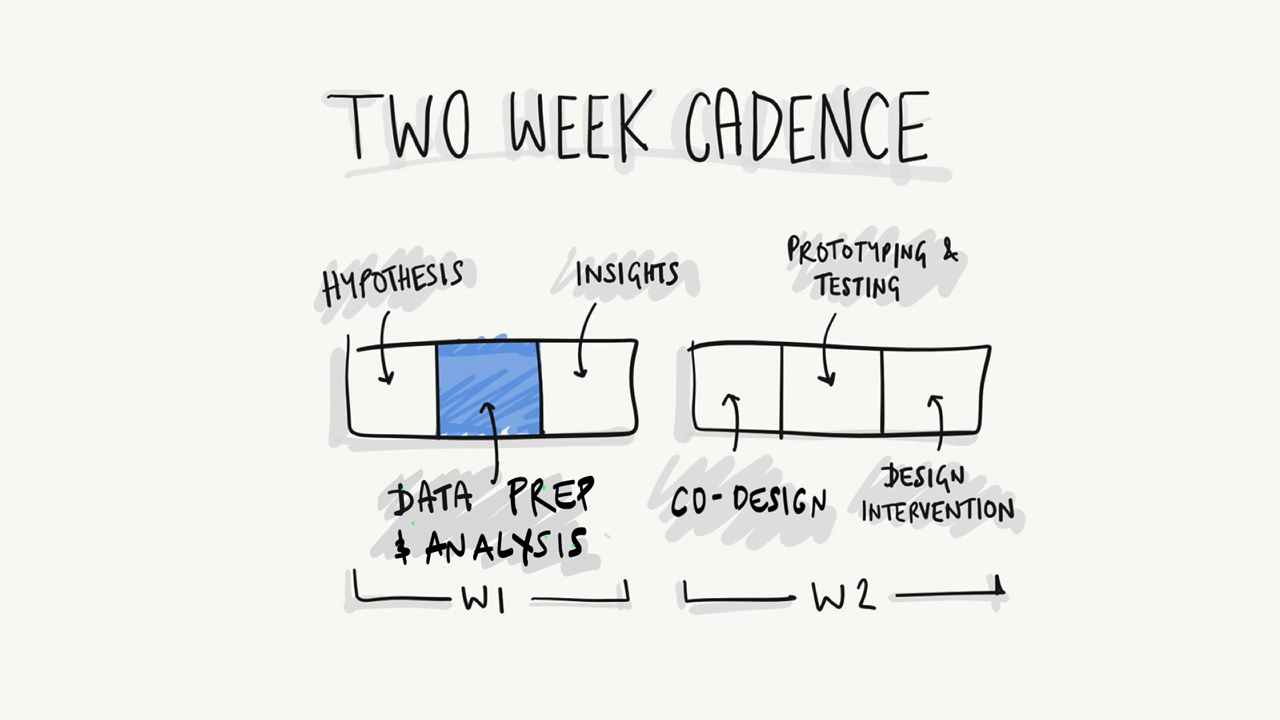 TWO WEEK CADENCE
HYPOTHESIS
INSIGHTS
PROTOTYPING &
TESTING
DATA PREP
& ANALYSIS
CO-DESIGN
DESIGN
INTERVENTION
W1
W2